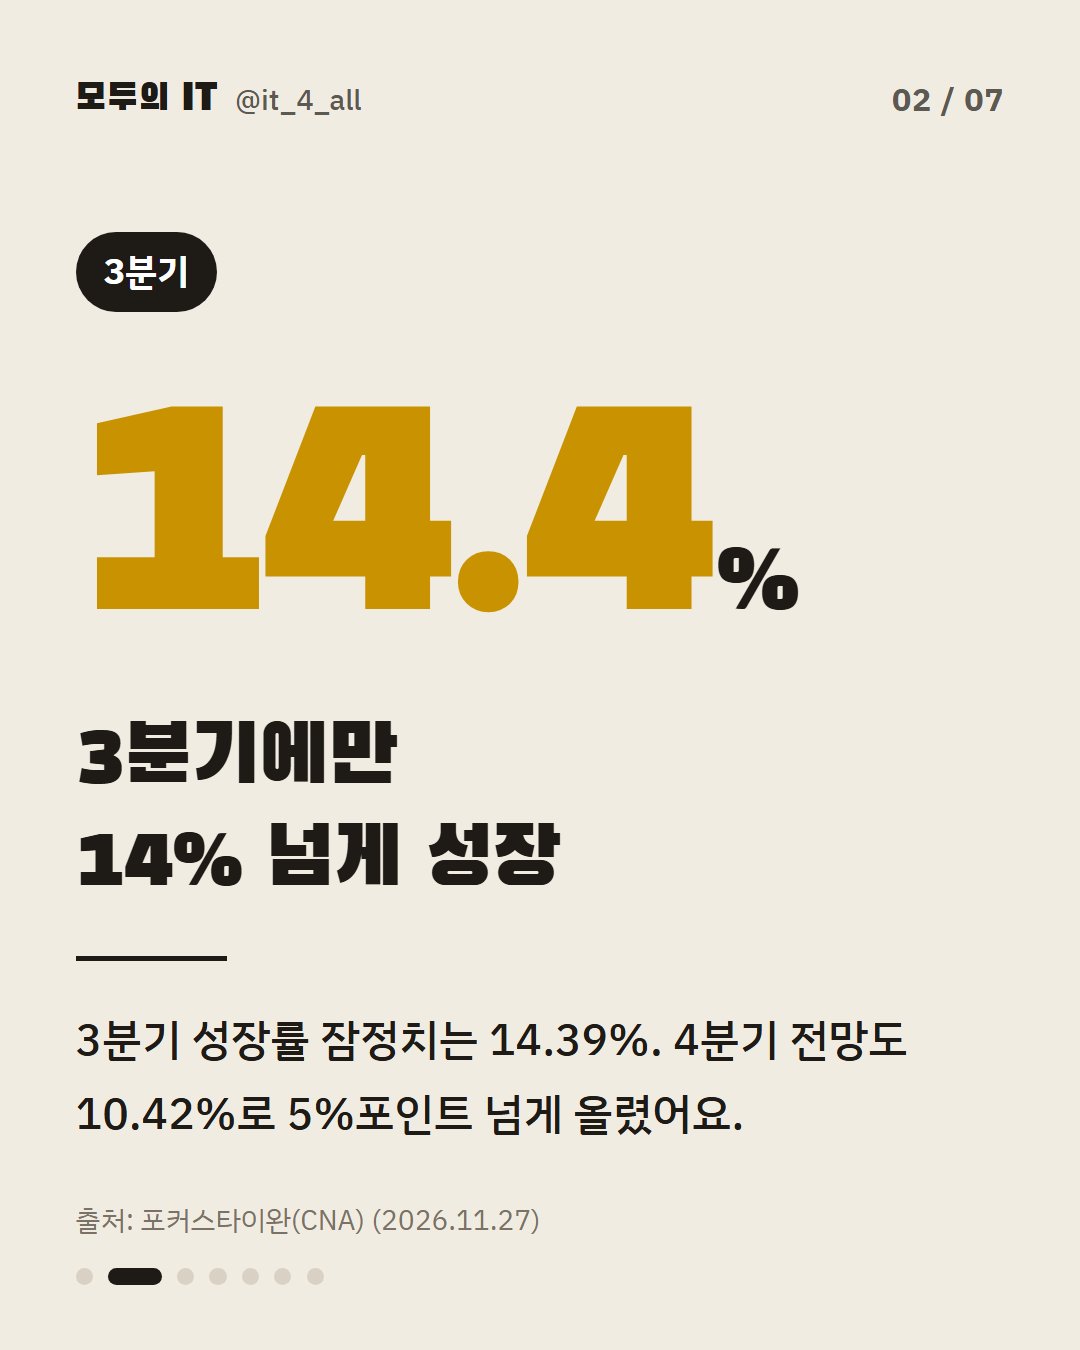 모두의 IT @it_4_all
02 / 07
3분기
14.4%
3분기에만
14% 넘게 성장
3분기 성장률 잠정치는 14.39%. 4분기 전망도
10.42%로 5%포인트 넘게 올렸어요.
출처: 포커스타이완(CNA) (2026.11.27)